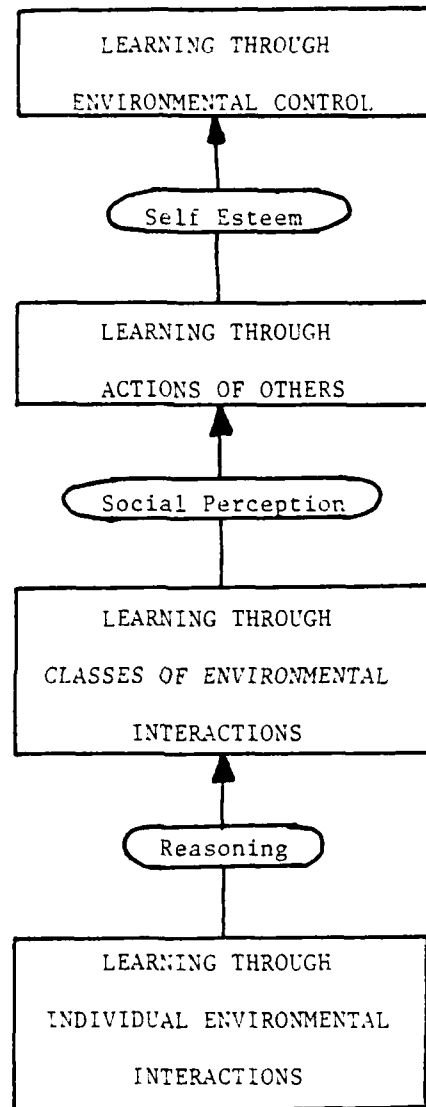 LEARNING THROUGH
ENVIRONMENTAL CONTROL
Self Esteem
LEARNING THROUGH
ACTIONS OF OTHERS
Social Perception
LEARNING THROUGH
CLASSES OF ENVIRONMENTAL
INTERACTIONS
Reasoning
LEARNING THROUGH
INDIVIDUAL ENVIRONMENTAL
INTERACTIONS